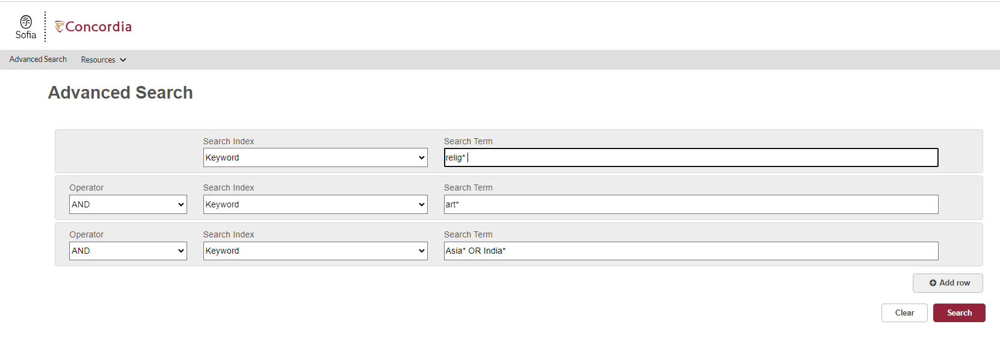 Sofia
Concordia
Advanced Search Resources
Advanced Search
Search Index Search Term
Keyword relig*
Operator Search Index Search Term
AND Keyword art*
Operator Search Index Search Term
AND Keyword Asia* OR India*
Add row
Clear Search